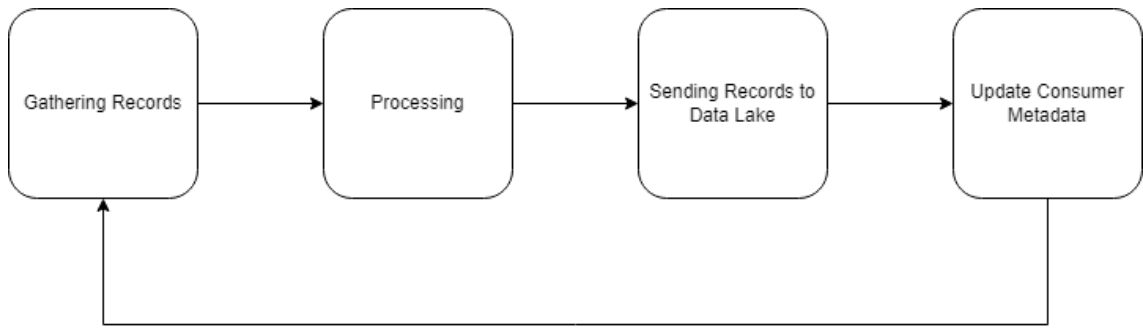 Gathering Records
Processing
Sending Records to
Data Lake
Update Consumer
Metadata